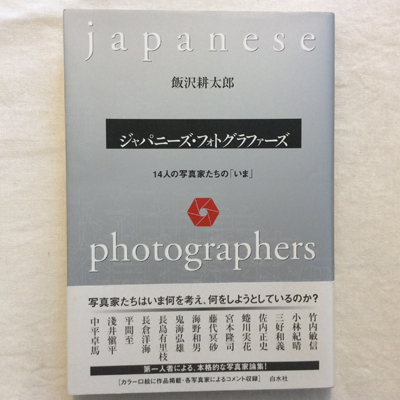 japanese
飯沢耕太郎
ジャパニーズ・フォトグラファーズ
14人の写真家たちの「いま」
photographers
写真家たちはいま何を考え、何をしようとしているのか?
竹内敏信
小林紀晴
三好和義
佐内正史
蜷川実花
宮本隆司
藤代冥砂
海野和男
鬼海弘雄
長島有里枝
長倉洋海
平間至
淺井愼平
中平卓馬
第一人者による、本格的な写真家論集!
[カラー口絵に作品掲載・各写真家によるコメント収録]
白水社